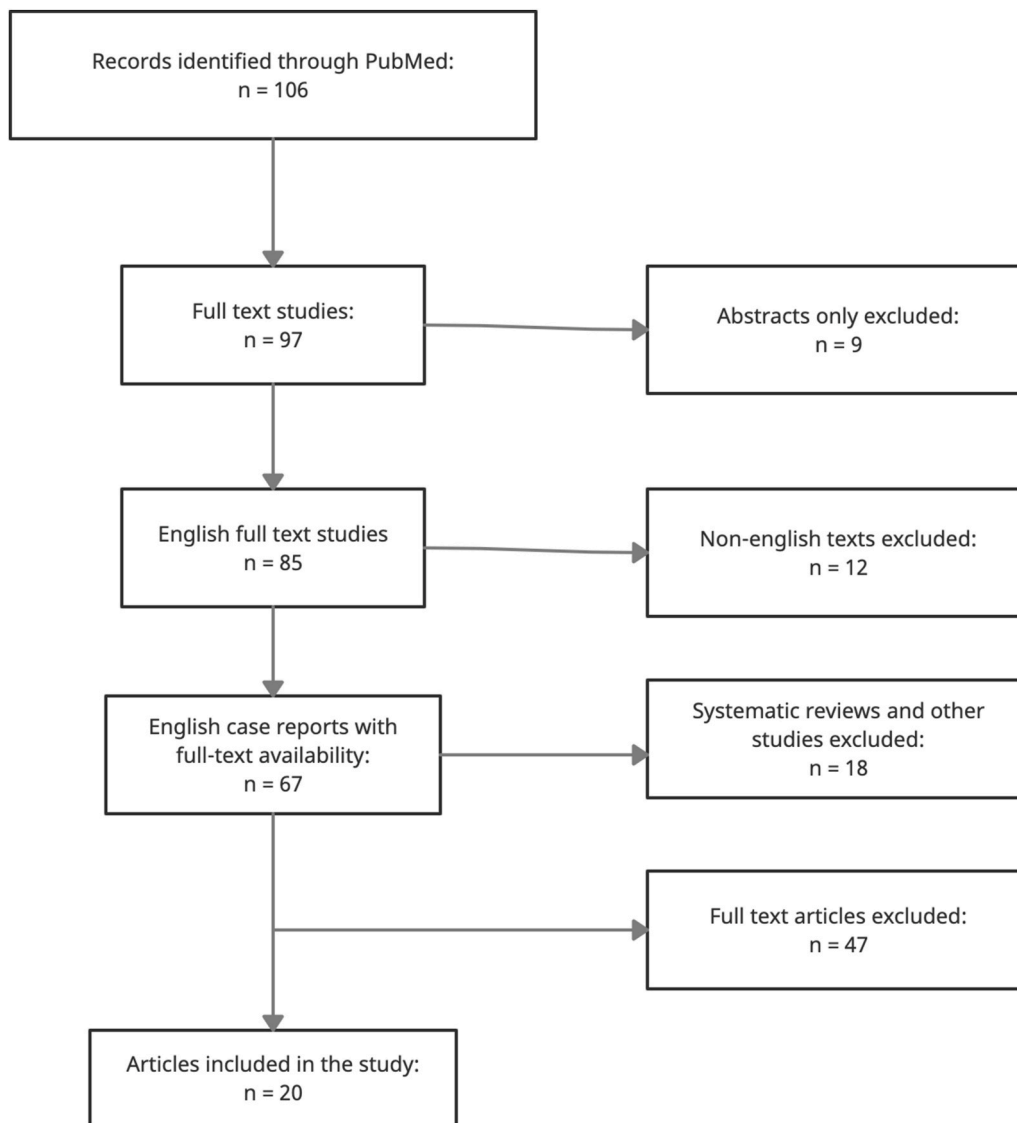 Records identified through PubMed:
n = 106
Full text studies:
n = 97
Abstracts only excluded:
n = 9
English full text studies
n = 85
Non-english texts excluded:
n = 12
English case reports with
full-text availability:
n = 67
Systematic reviews and other
studies excluded:
n = 18
Full text articles excluded:
n = 47
Articles included in the study:
n = 20